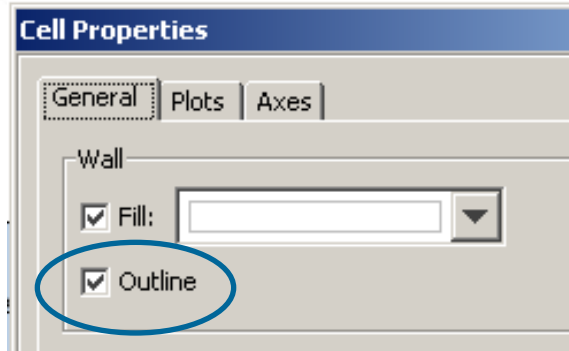 Cell Properties
General Plots Axes
Wall
Fill:
Outline